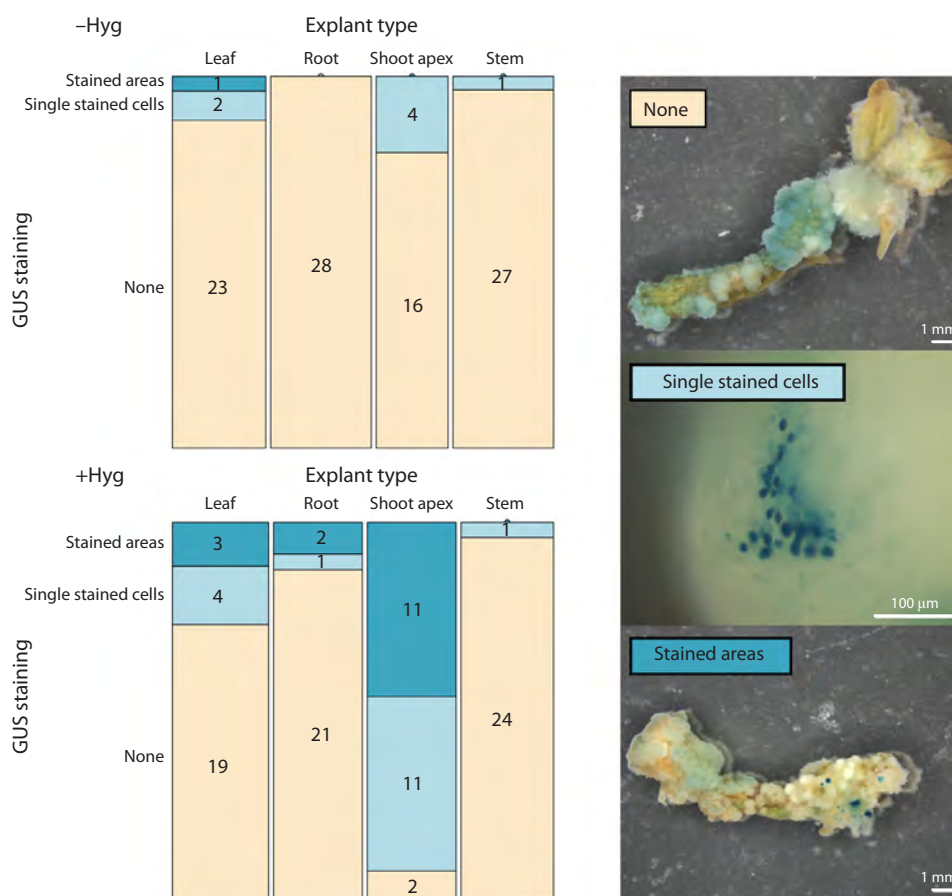 –Hyg
Explant type
Leaf Root Shoot apex Stem
Stained areas
Single stained cells
None
GUS staining
1
2
23
28
4
16
1
27
+Hyg
Explant type
Leaf Root Shoot apex Stem
Stained areas
Single stained cells
None
GUS staining
3
4
19
2
1
21
11
11
2
1
24
None
1 mm
Single stained cells
100 µm
Stained areas
1 mm